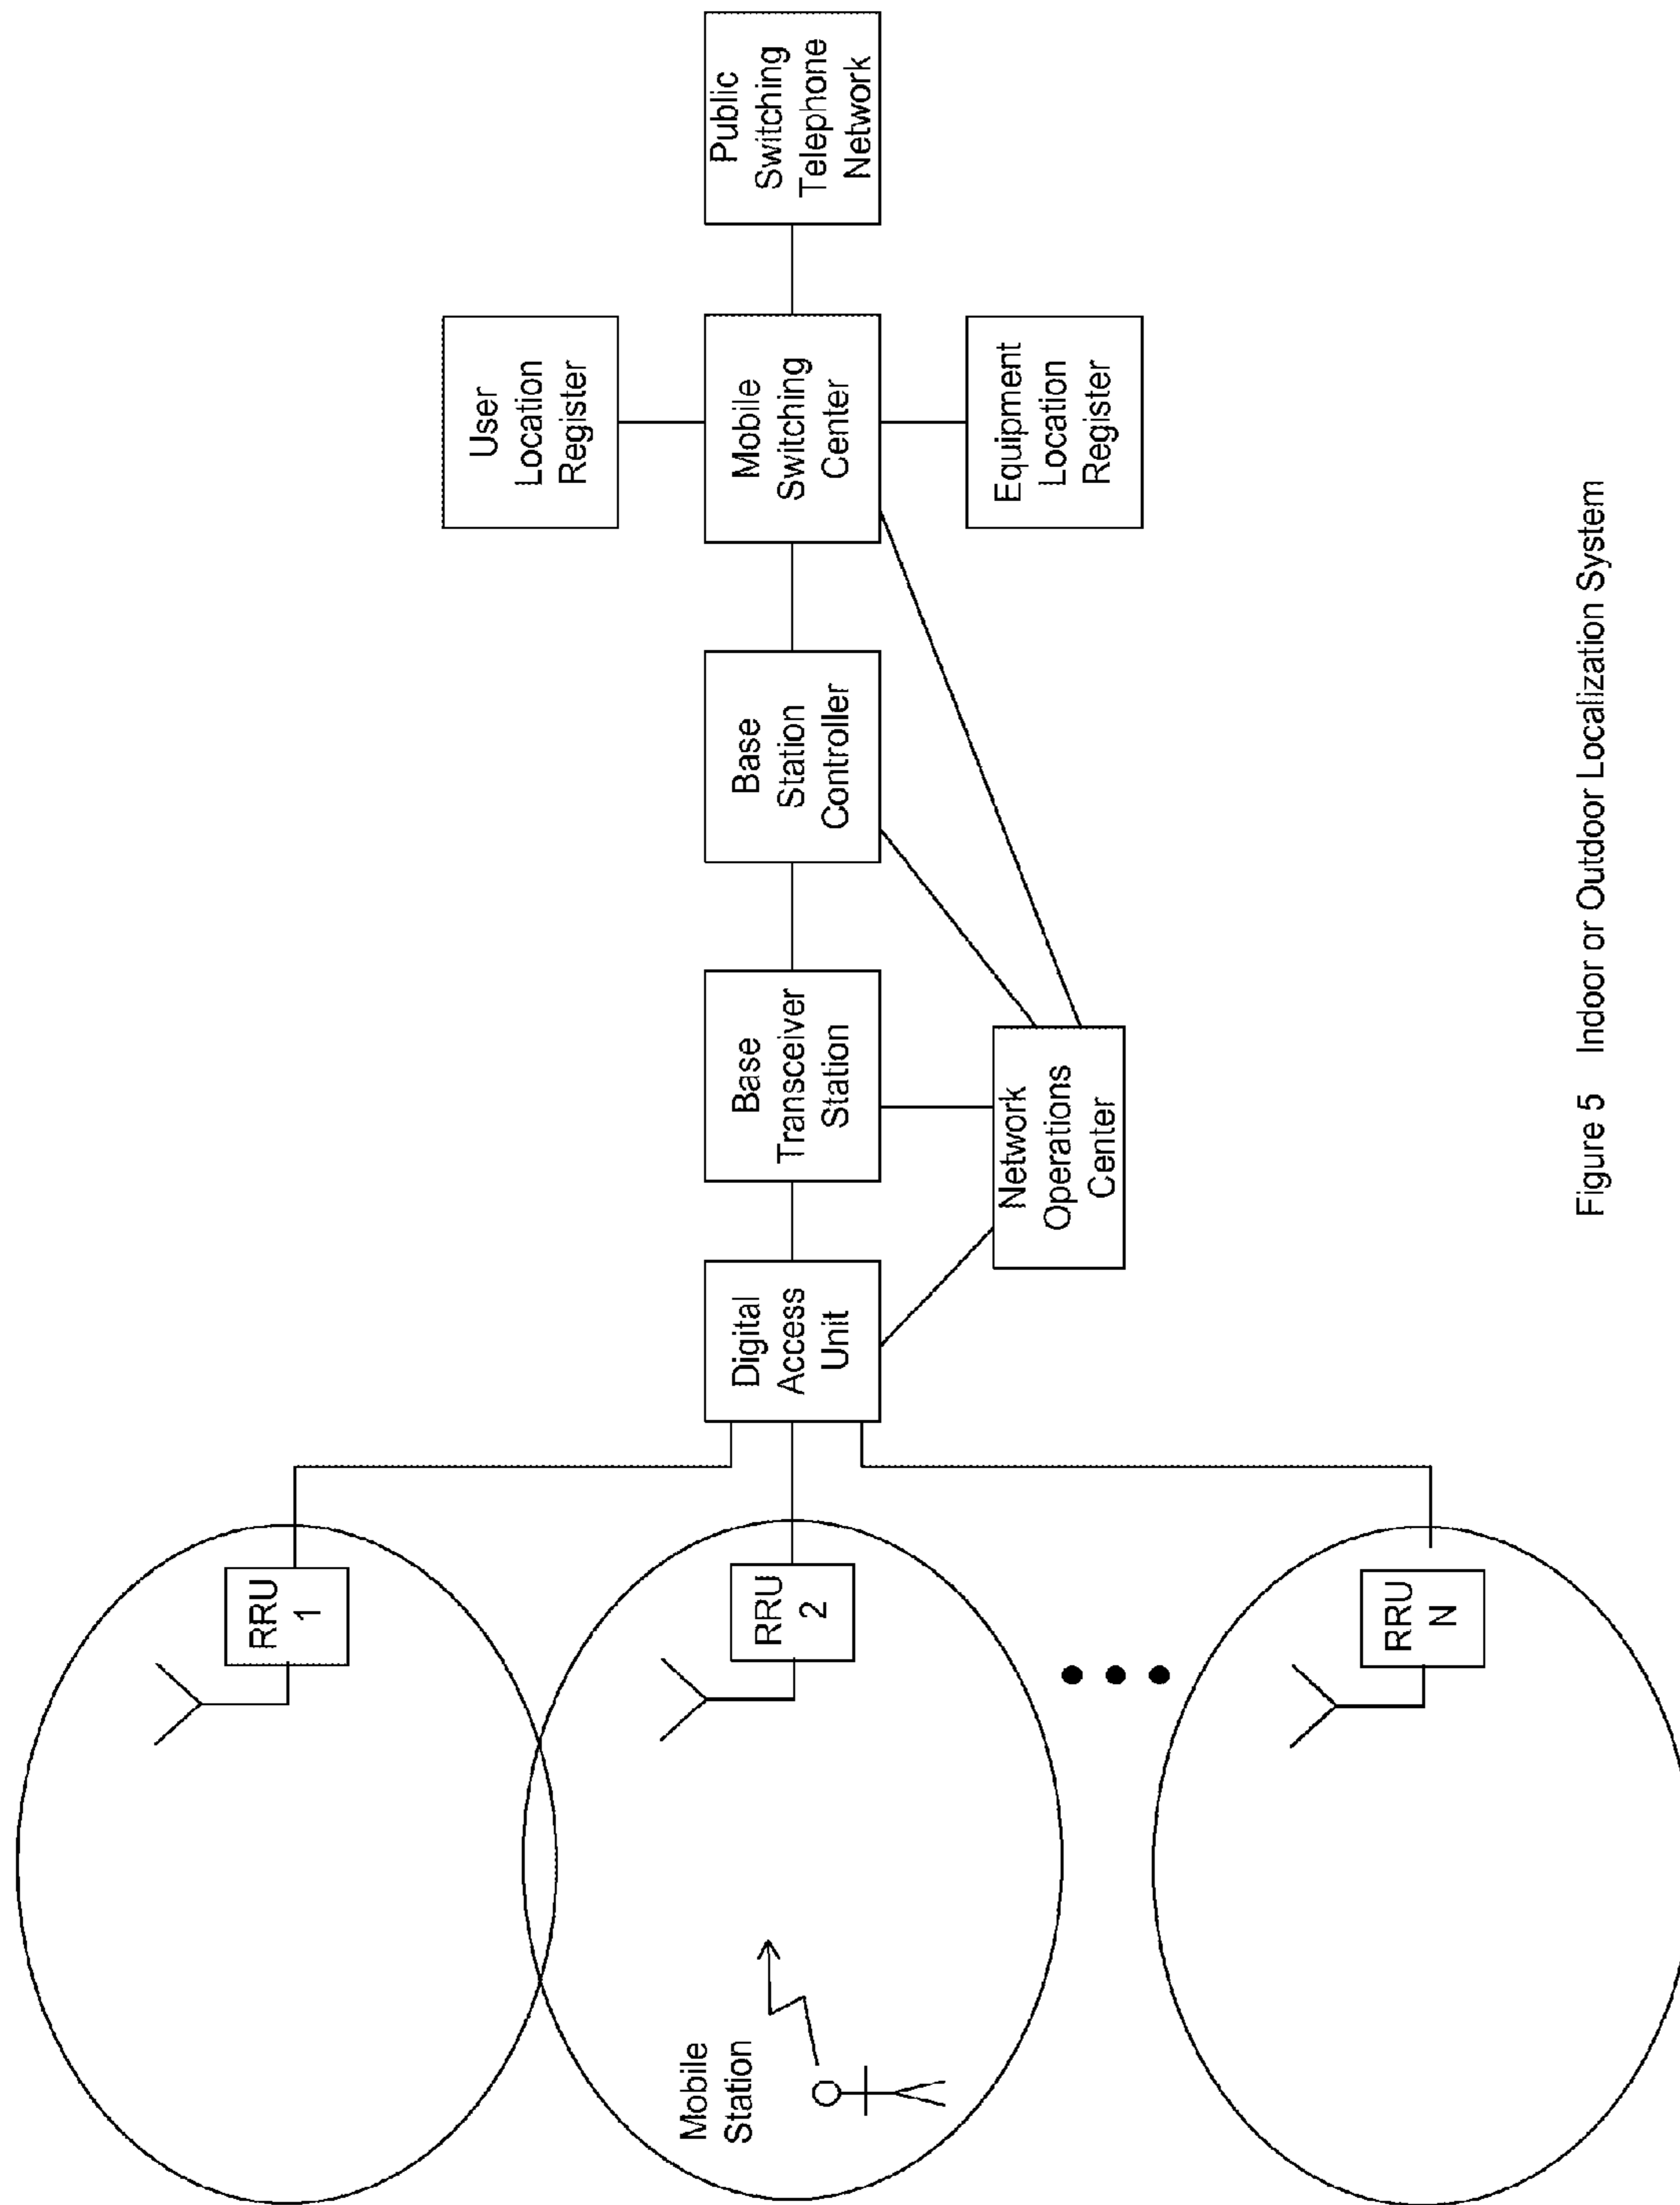 RRU
1
Mobile
Station
RRU
2
RRU
N
Digital
Access
Unit
Base
Transceiver
Station
Network
Operations
Center
Base
Station
Controller
User
Location
Register
Mobile
Switching
Center
Equipment
Location
Register
Public
Switching
Telephone
Network
Figure 5 Indoor or Outdoor Localization System